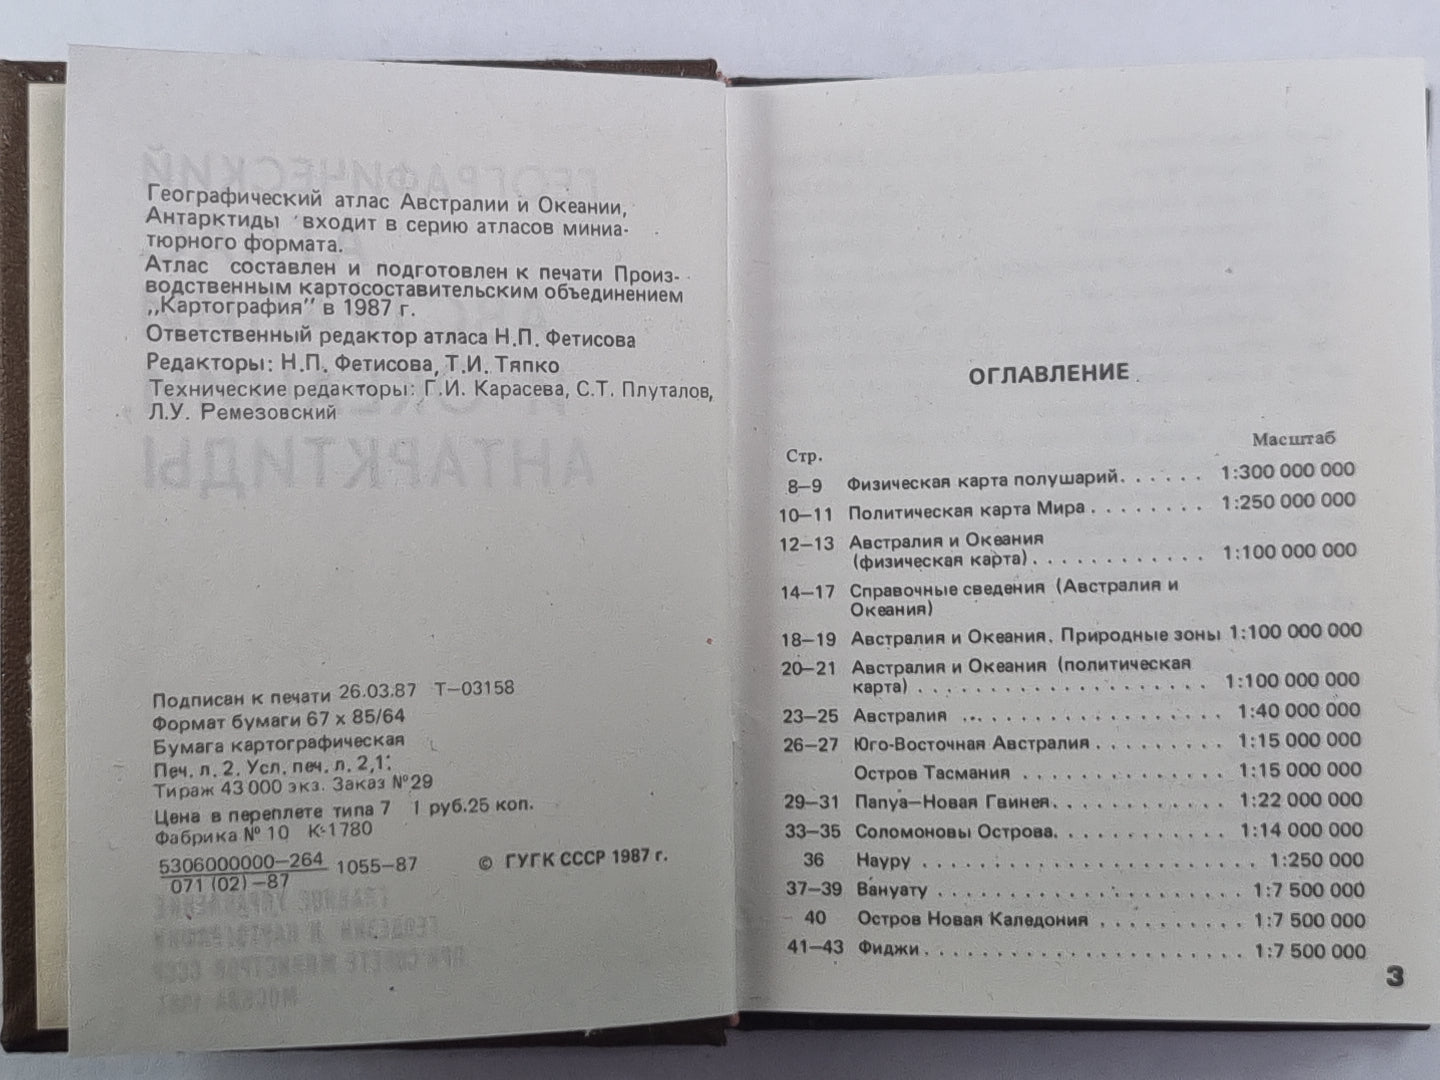 Географический атлас Австралии и Океании,
Антарктиды входит в серию атласов миниа-
тюрного формата.
Атлас составлен и подготовлен к печати Произ-
водственным картосоставительским объединением
„Картография" в 1987 г.
Ответственный редактор атласа Н.П. Фетисова
Редакторы: Н.П. Фетисова, Т.И. Тяпко
Технические редакторы: Г.И. Карасева, С.Т. Плуталов,
Л.У. Ремезовский
Подписан к печати 26.03.87 Т—03158
Формат бумаги 67 х 85/64
Бумага картографическая
Печ. л. 2. Усл. печ. л. 2,1.
Тираж 43 000 экз. Заказ №29
Цена в переплете типа 7 1 руб.25 коп.
Фабрика № 10 К-1780
5306000000—264
071 (02)—87
1055—87 © ГУГК СССР 1987 г.
ОГЛАВЛЕНИЕ
Стр. Масштаб
8—9 Физическая карта полушарий. . . . . . 1:300 000 000
10—11 Политическая карта Мира . . . . . . . . 1:250 000 000
12—13 Австралия и Океания
(физическая карта) . . . . . . . . . . . . 1:100 000 000
14—17 Справочные сведения (Австралия и
Океания)
18—19 Австралия и Океания. Природные зоны 1:100 000 000
20—21 Австралия и Океания (политическая
карта) . . . . . . . . . . . . . . . . . . . . 1:100 000 000
23—25 Австралия . . . . . . . . . . . . . . . . . . 1:40 000 000
26—27 Юго-Восточная Австралия . . . . . . . . . 1:15 000 000
Остров Тасмания . . . . . . . . . . . . . . 1:15 000 000
29—31 Папуа—Новая Гвинея. . . . . . . . . . . . 1:22 000 000
33—35 Соломоновы Острова. . . . . . . . . . . . 1:14 000 000
36 Науру . . . . . . . . . . . . . . . . . . . . . . . 1:250 000
37—39 Вануату . . . . . . . . . . . . . . . . . . . . . 1:7 500 000
40 Остров Новая Каледония . . . . . . . . . 1:7 500 000
41—43 Фиджи . . . . . . . . . . . . . . . . . . . . . . 1:7 500 000
3